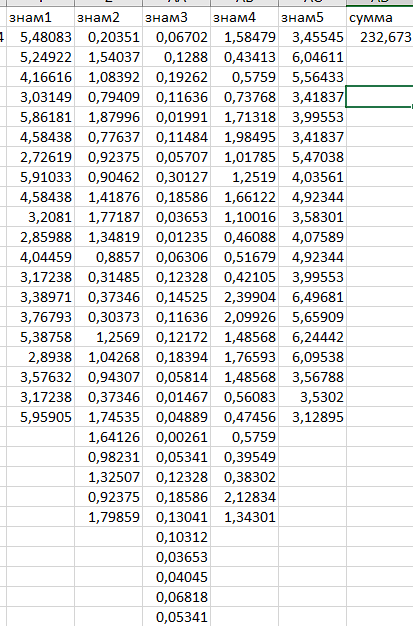 знам1 знам2 знам3 знам4 знам5 сумма
5,48083 0,20351 0,06702 1,58479 3,45545 232,673
5,24922 1,54037 0,1288 0,43413 6,04611
4,16616 1,08392 0,19262 0,5759 5,56433
3,03149 0,79409 0,11636 0,73768 3,41837
5,86181 1,87996 0,01991 1,71318 3,99553
4,58438 0,77637 0,11484 1,98495 3,41837
2,72619 0,92375 0,05707 1,01785 5,47038
5,91033 0,90462 0,30127 1,2519 4,03561
4,58438 1,41876 0,18586 1,66122 4,92344
3,2081 1,77187 0,03653 1,10016 3,58301
2,85988 1,34819 0,01235 0,46088 4,07589
4,04459 0,8857 0,06306 0,51679 4,92344
3,17238 0,31485 0,12328 0,42105 3,99553
3,38971 0,37346 0,14525 2,39904 6,49681
3,76793 0,30373 0,11636 2,09926 5,65909
5,38758 1,2569 0,12172 1,48568 6,24442
2,8938 1,04268 0,18394 1,76593 6,09538
3,57632 0,94307 0,05814 1,48568 3,56788
3,17238 0,37346 0,01467 0,56083 3,5302
5,95905 1,74535 0,04889 0,47456 3,12895
1,64126 0,00261 0,5759
0,98231 0,05341 0,39549
1,32507 0,12328 0,38302
0,92375 0,18586 2,12834
1,79859 0,13041 1,34301
0,10312
0,03653
0,04045
0,06818
0,05341